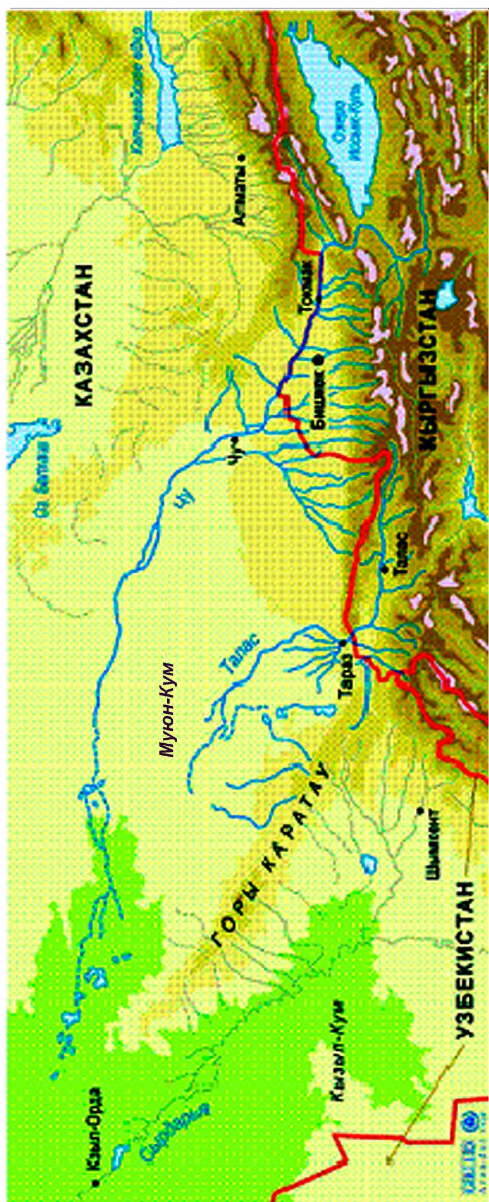 Кзыл-Орда
Сырдарья
Кызыл-Кум
УЗБЕКИСТАН
ГОРЫ КАРАТАУ
Шымкент
Муюн-Кум
Талас
Тараз
Талас
Чу
Чу
Бишкек
Токмак
Алматы
КАЗАХСТАН
КЫРГЫЗСТАН
Озеро
Иссык-Куль